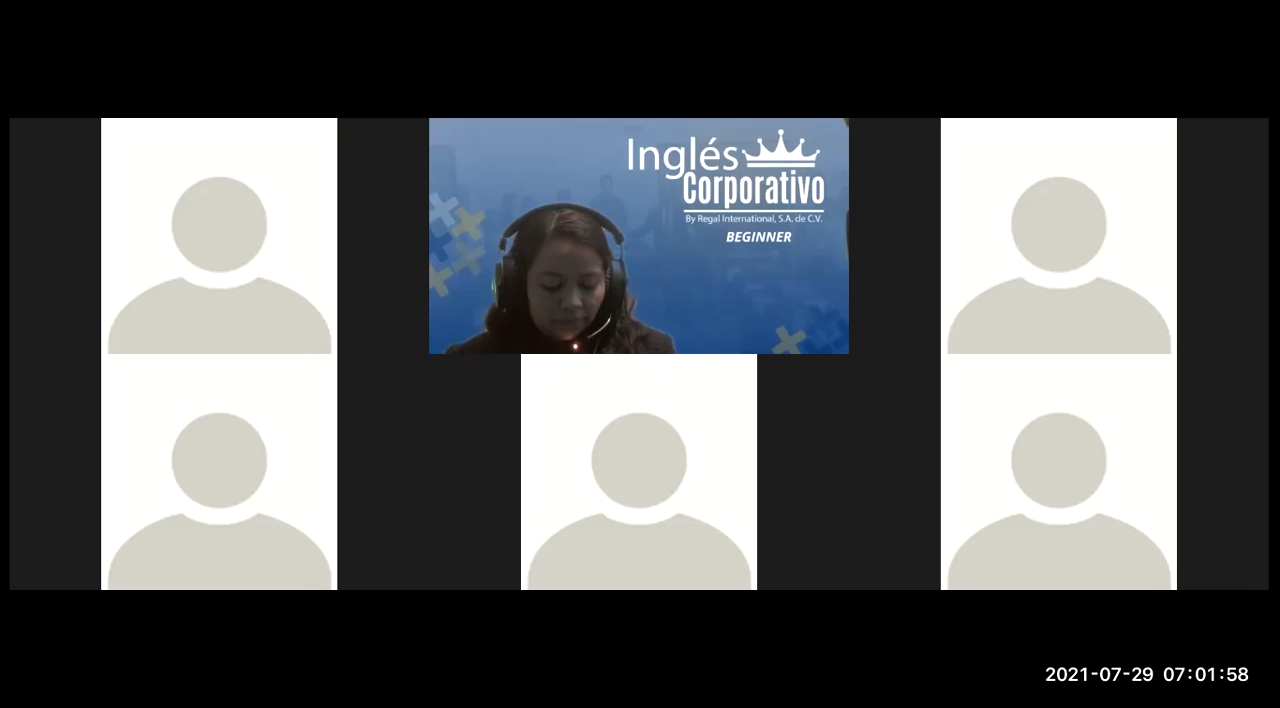 Inglés
Corporativo
By Regal International, S.A. de C.V.
BEGINNER
2021-07-29 07:01:58